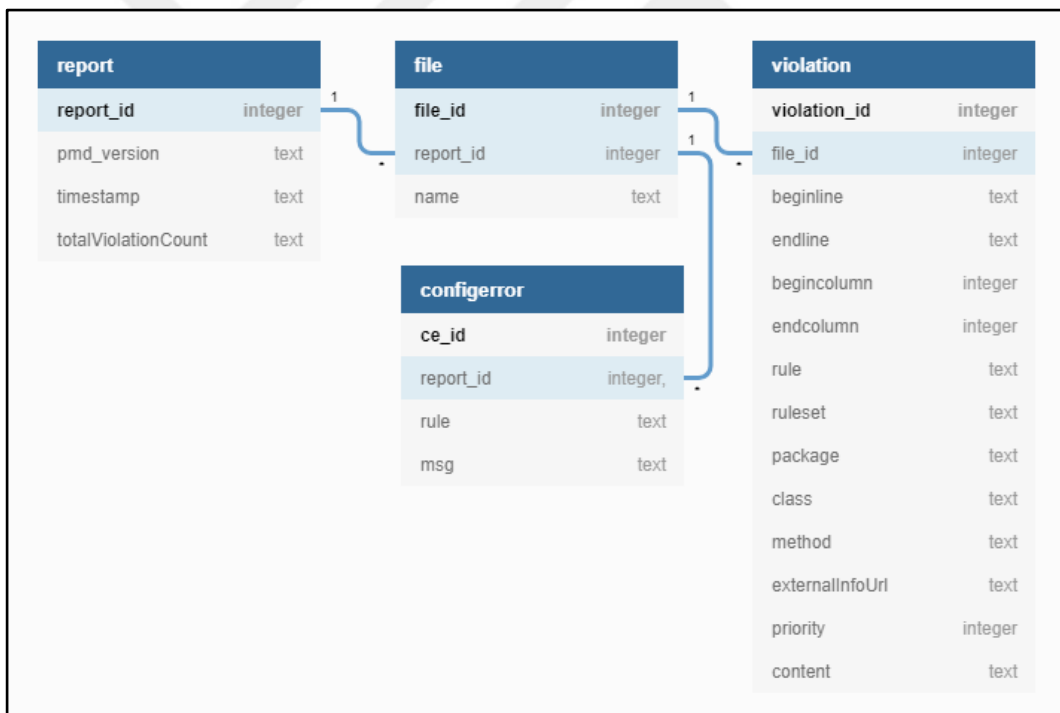 report
report_id integer
pmd_version text
timestamp text
totalViolationCount text
1
*
file
file_id integer
report_id integer
name text
1
1
*
configerror
ce_id integer
report_id integer,
rule text
msg text
*
violation
violation_id integer
file_id integer
beginline text
endline text
begincolumn integer
endcolumn integer
rule text
ruleset text
package text
class text
method text
externalInfoUrl text
priority integer
content text